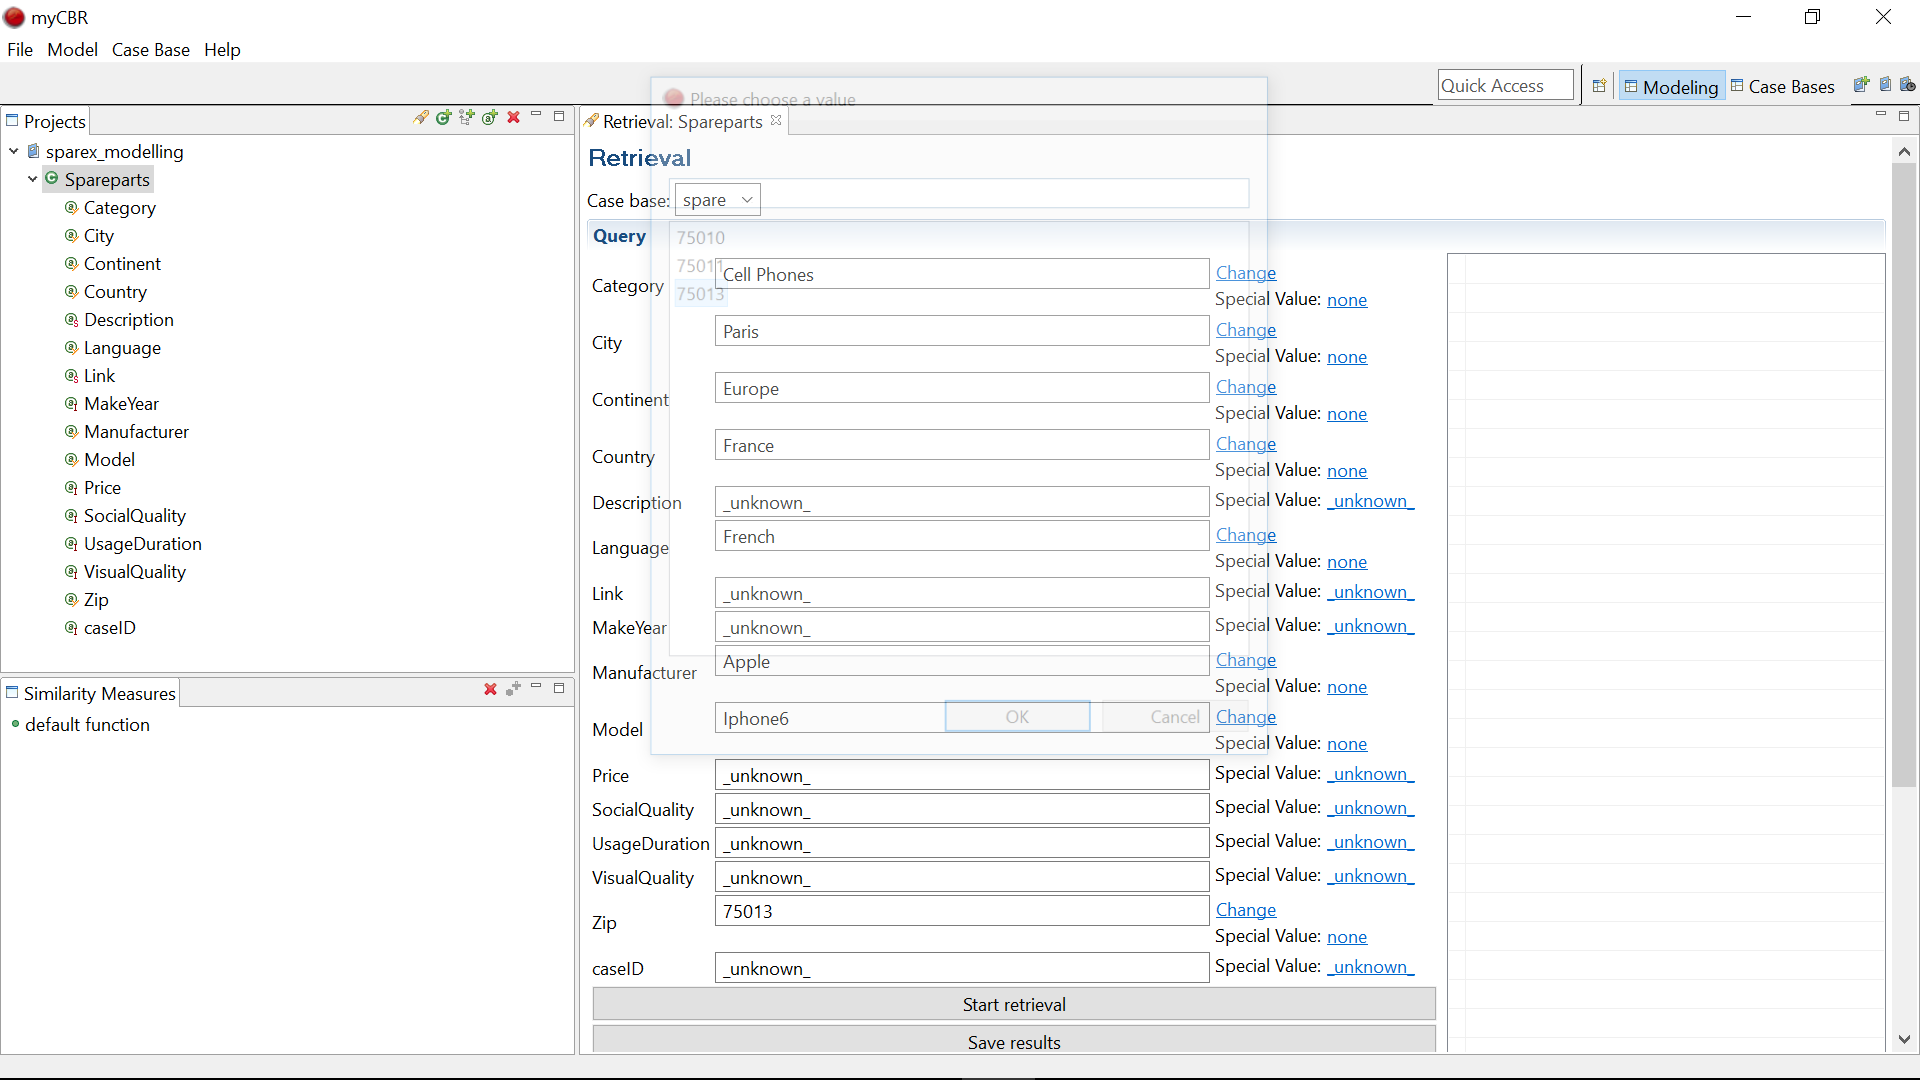 myCBR
File Model Case Base Help
Quick Access
Modeling
Case Bases
Please choose a value
Projects
Retrieval: Spareparts
sparex_modelling
Spareparts
Category
City
Continent
Country
Description
Language
Link
MakeYear
Manufacturer
Model
Price
SocialQuality
UsageDuration
VisualQuality
Zip
caseID
Similarity Measures
default function
Retrieval
Case base: spare
Query
75010
75011
75013
Category Cell Phones Change
Special Value: none
City Paris Change
Special Value: none
Continent Europe Change
Special Value: none
Country France Change
Special Value: none
Description _unknown_ Special Value: _unknown_
Language French Change
Special Value: none
Link _unknown_ Special Value: _unknown_
MakeYear _unknown_ Special Value: _unknown_
Manufacturer Apple Change
Special Value: none
Model Iphone6 OK Cancel Change
Special Value: none
Price _unknown_ Special Value: _unknown_
SocialQuality _unknown_ Special Value: _unknown_
UsageDuration _unknown_ Special Value: _unknown_
VisualQuality _unknown_ Special Value: _unknown_
Zip 75013 Change
Special Value: none
caseID _unknown_ Special Value: _unknown_
Start retrieval
Save results